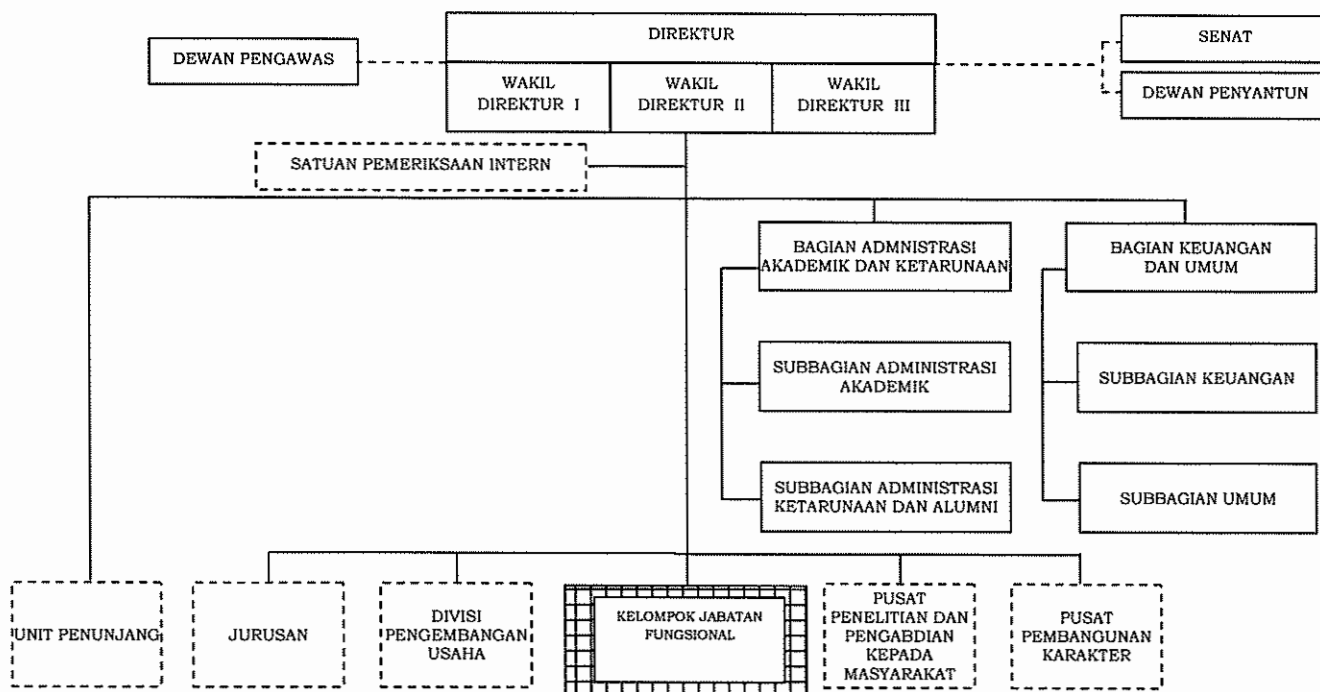 DIREKTUR
DEWAN PENGAWAS
SENAT
WAKIL
DIREKTUR I
WAKIL
DIREKTUR II
WAKIL
DIREKTUR III
DEWAN PENYANTUN
SATUAN PEMERIKSAAN INTERN
BAGIAN ADMNISTRASI
AKADEMIK DAN KETARUNAAN
BAGIAN KEUANGAN
DAN UMUM
SUBBAGIAN ADMINISTRASI
AKADEMIK
SUBBAGIAN KEUANGAN
SUBBAGIAN ADMINISTRASI
KETARUNAAN DAN ALUMNI
SUBBAGIAN UMUM
UNIT PENUNJANG
JURUSAN
DIVISI
PENGEMBANGAN
USAHA
KELOMPOK JABATAN
FUNGSIONAL
PUSAT
PENELITIAN DAN
PENGABDIAN
KEPADA
MASYARAKAT
PUSAT
PEMBANGUNAN
KARAKTER